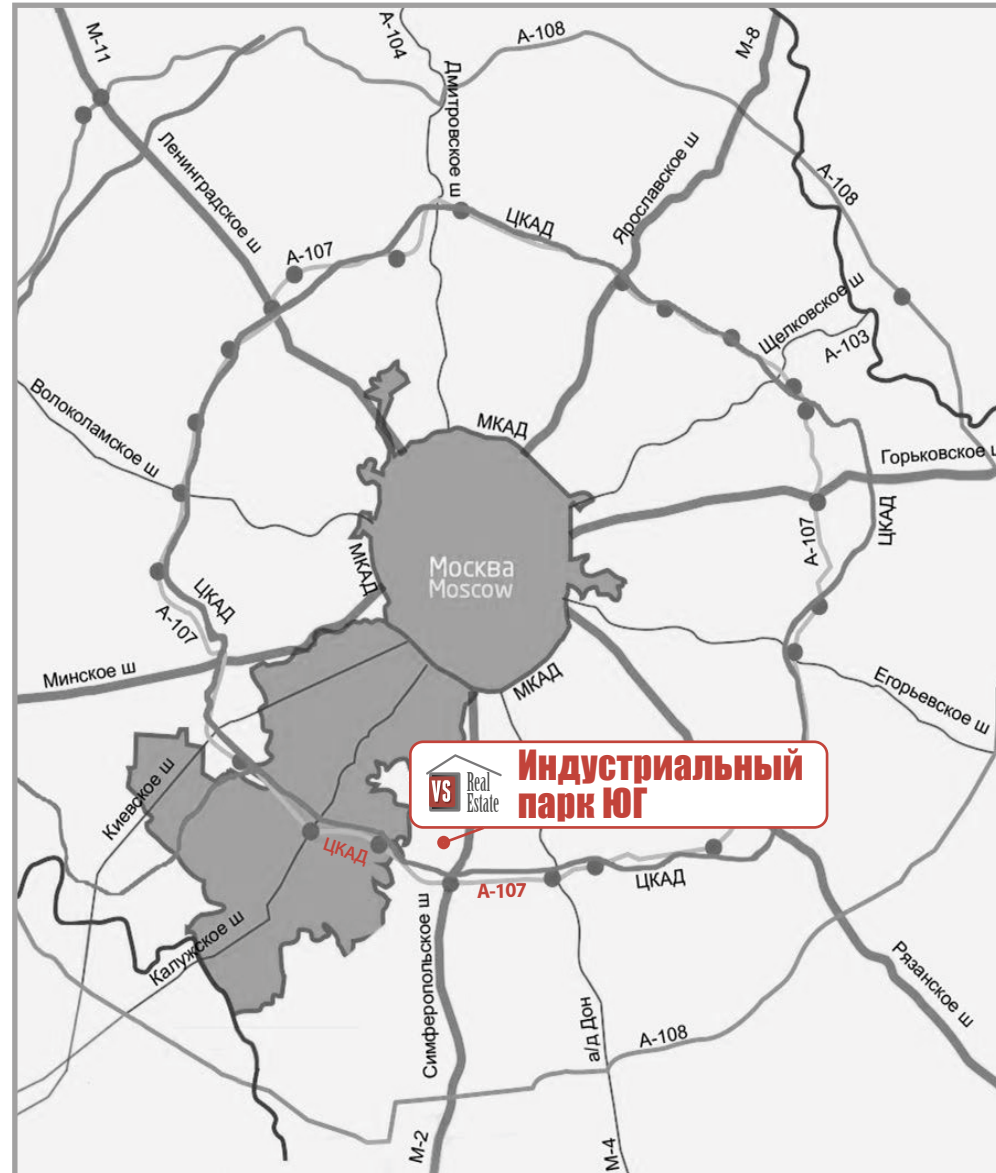 М-11
А-104
А-108
М-8
Дмитровское ш
Ленинградское ш
Ярославское ш
А-108
ЦКАД
А-107
Щелковское ш
А-103
Волоколамское ш
МКАД
Горьковское ш
ЦКАД
А-107
МКАД
Москва
Moscow
ЦКАД
А-107
Минское ш
МКАД
Егорьевское ш
VS
Real
Estate
Индустриальный
парк ЮГ
Киевское ш
ЦКАД
А-107
ЦКАД
Калужское ш
Симферопольское ш
Рязанское ш
а/д Дон
А-108
М-2
М-4